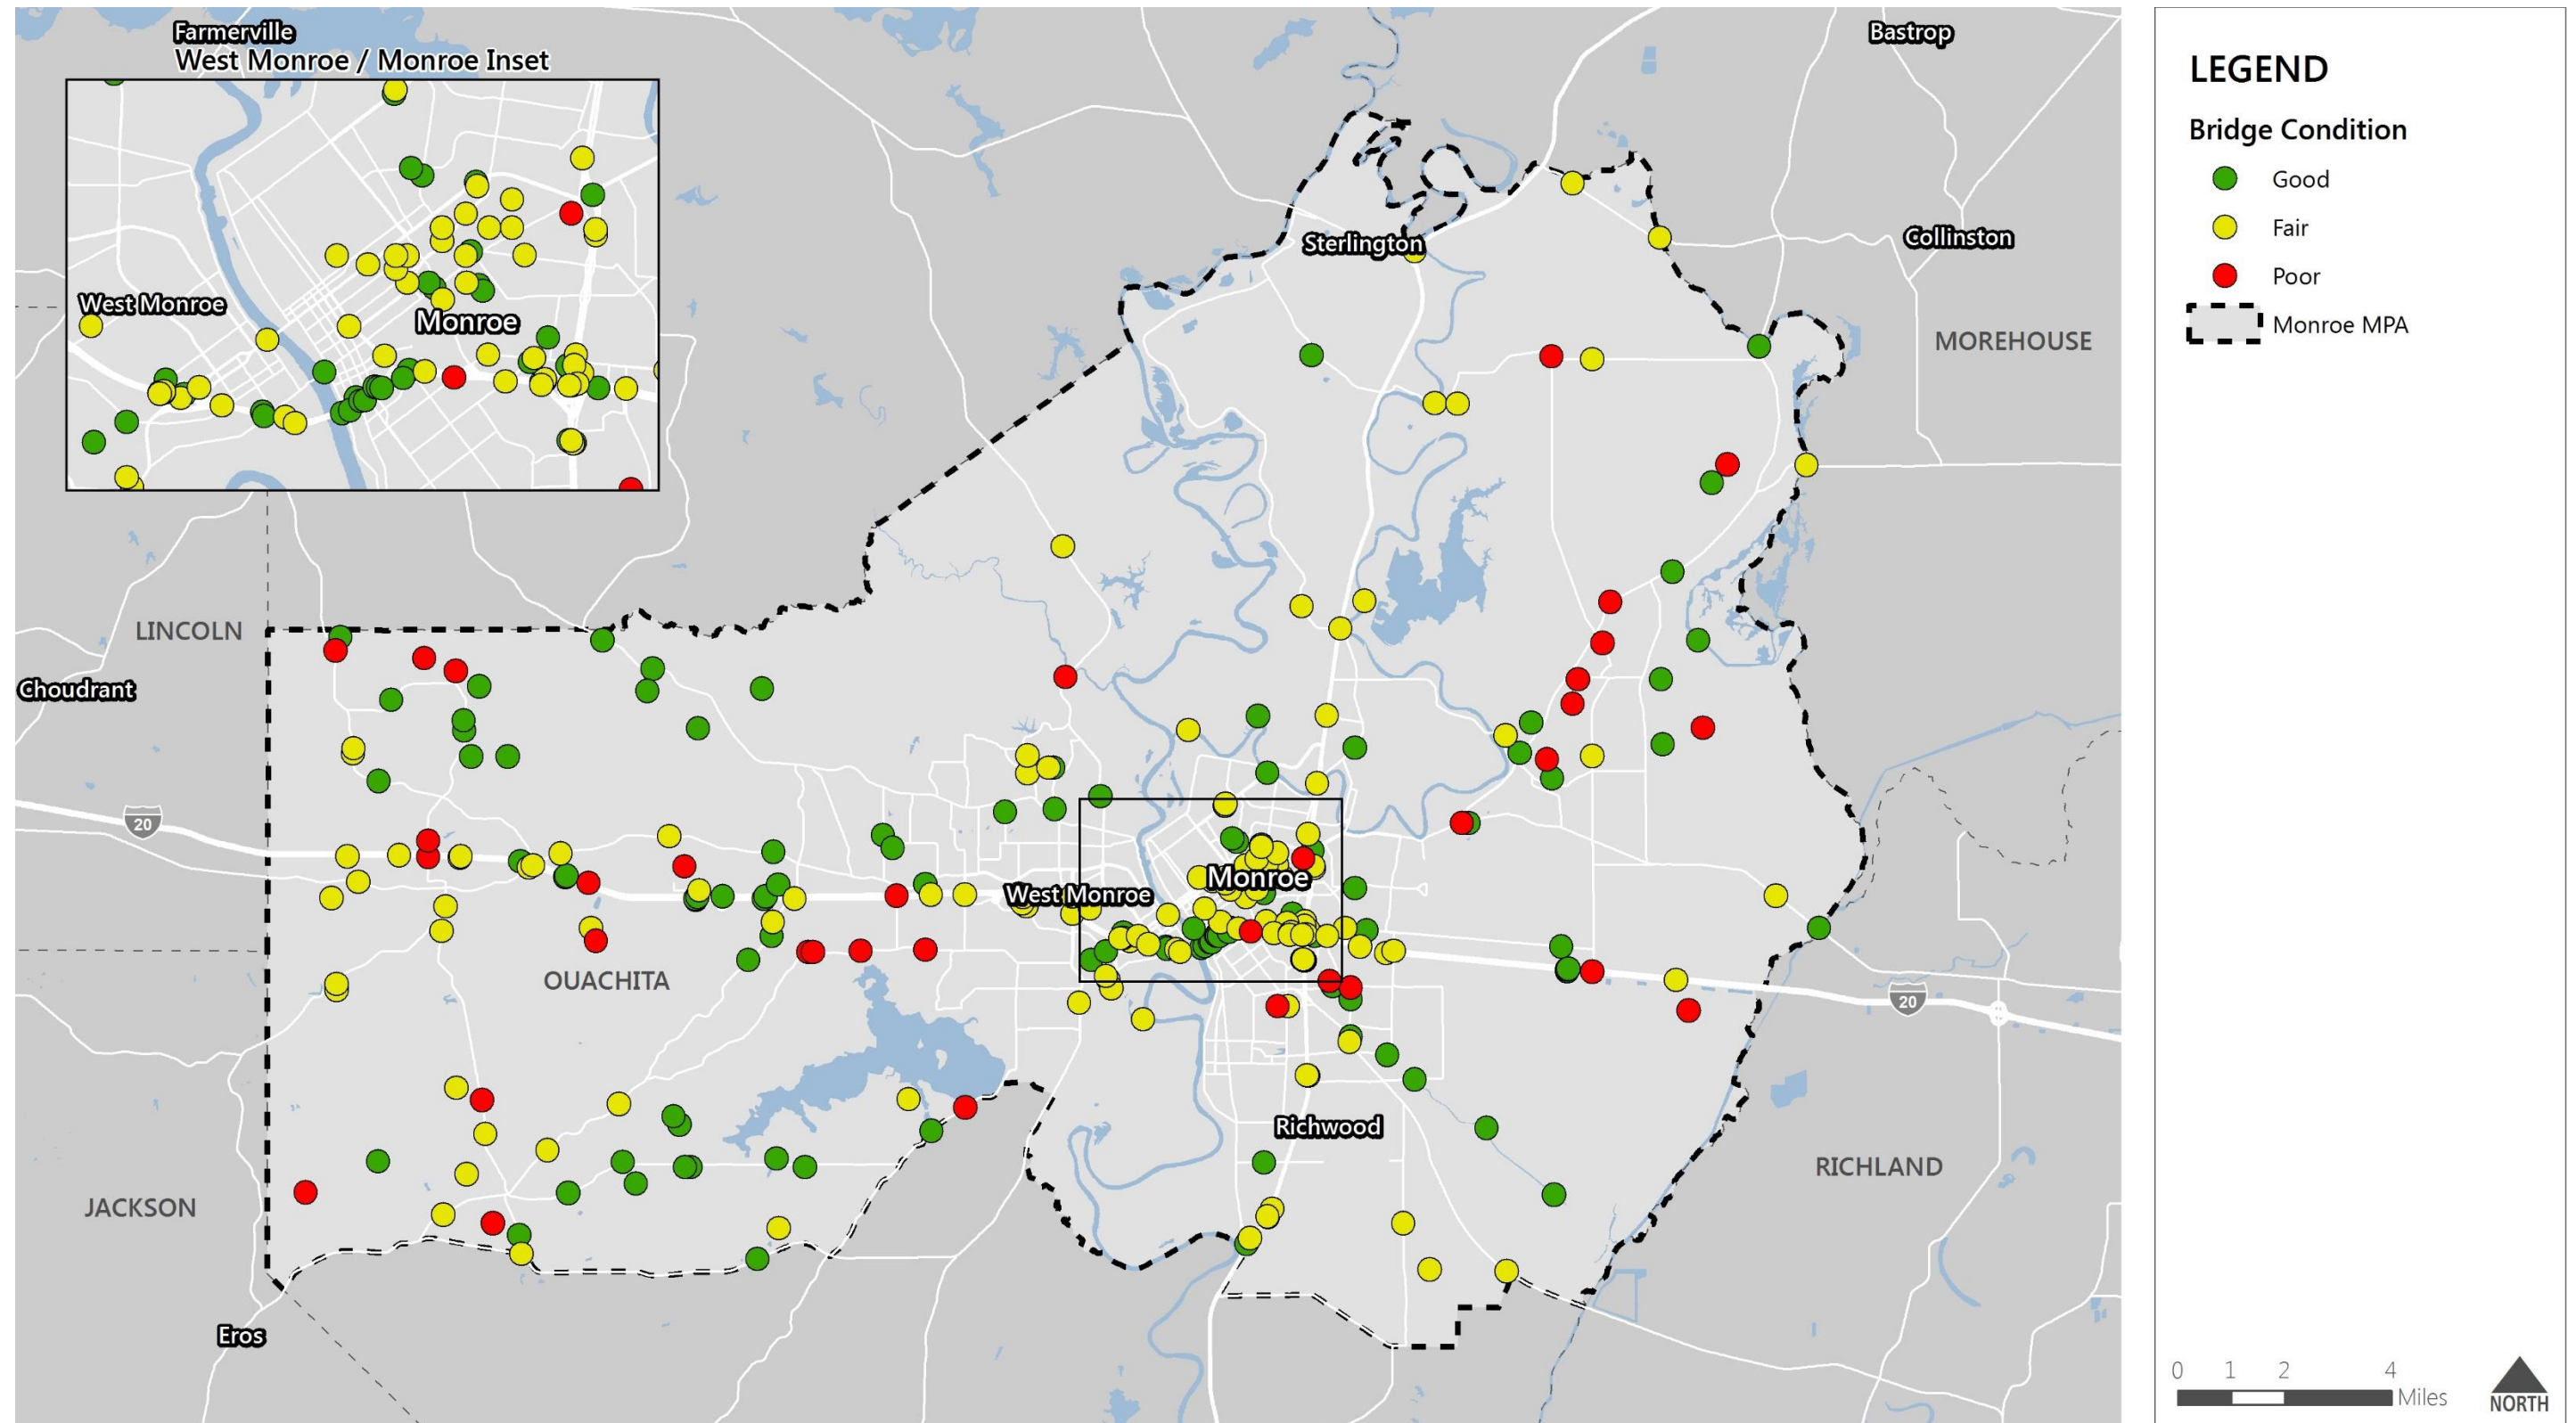 Farmerville
West Monroe / Monroe Inset
West Monroe
Monroe
Bastrop
Sterlington
Collinston
MOREHOUSE
LINCOLN
Choudrant
20
West Monroe
Monroe
OUACHITA
20
Richwood
RICHLAND
JACKSON
Eros
LEGEND
Bridge Condition
Good
Fair
Poor
Monroe MPA
0 1 2 4
Miles
NORTH